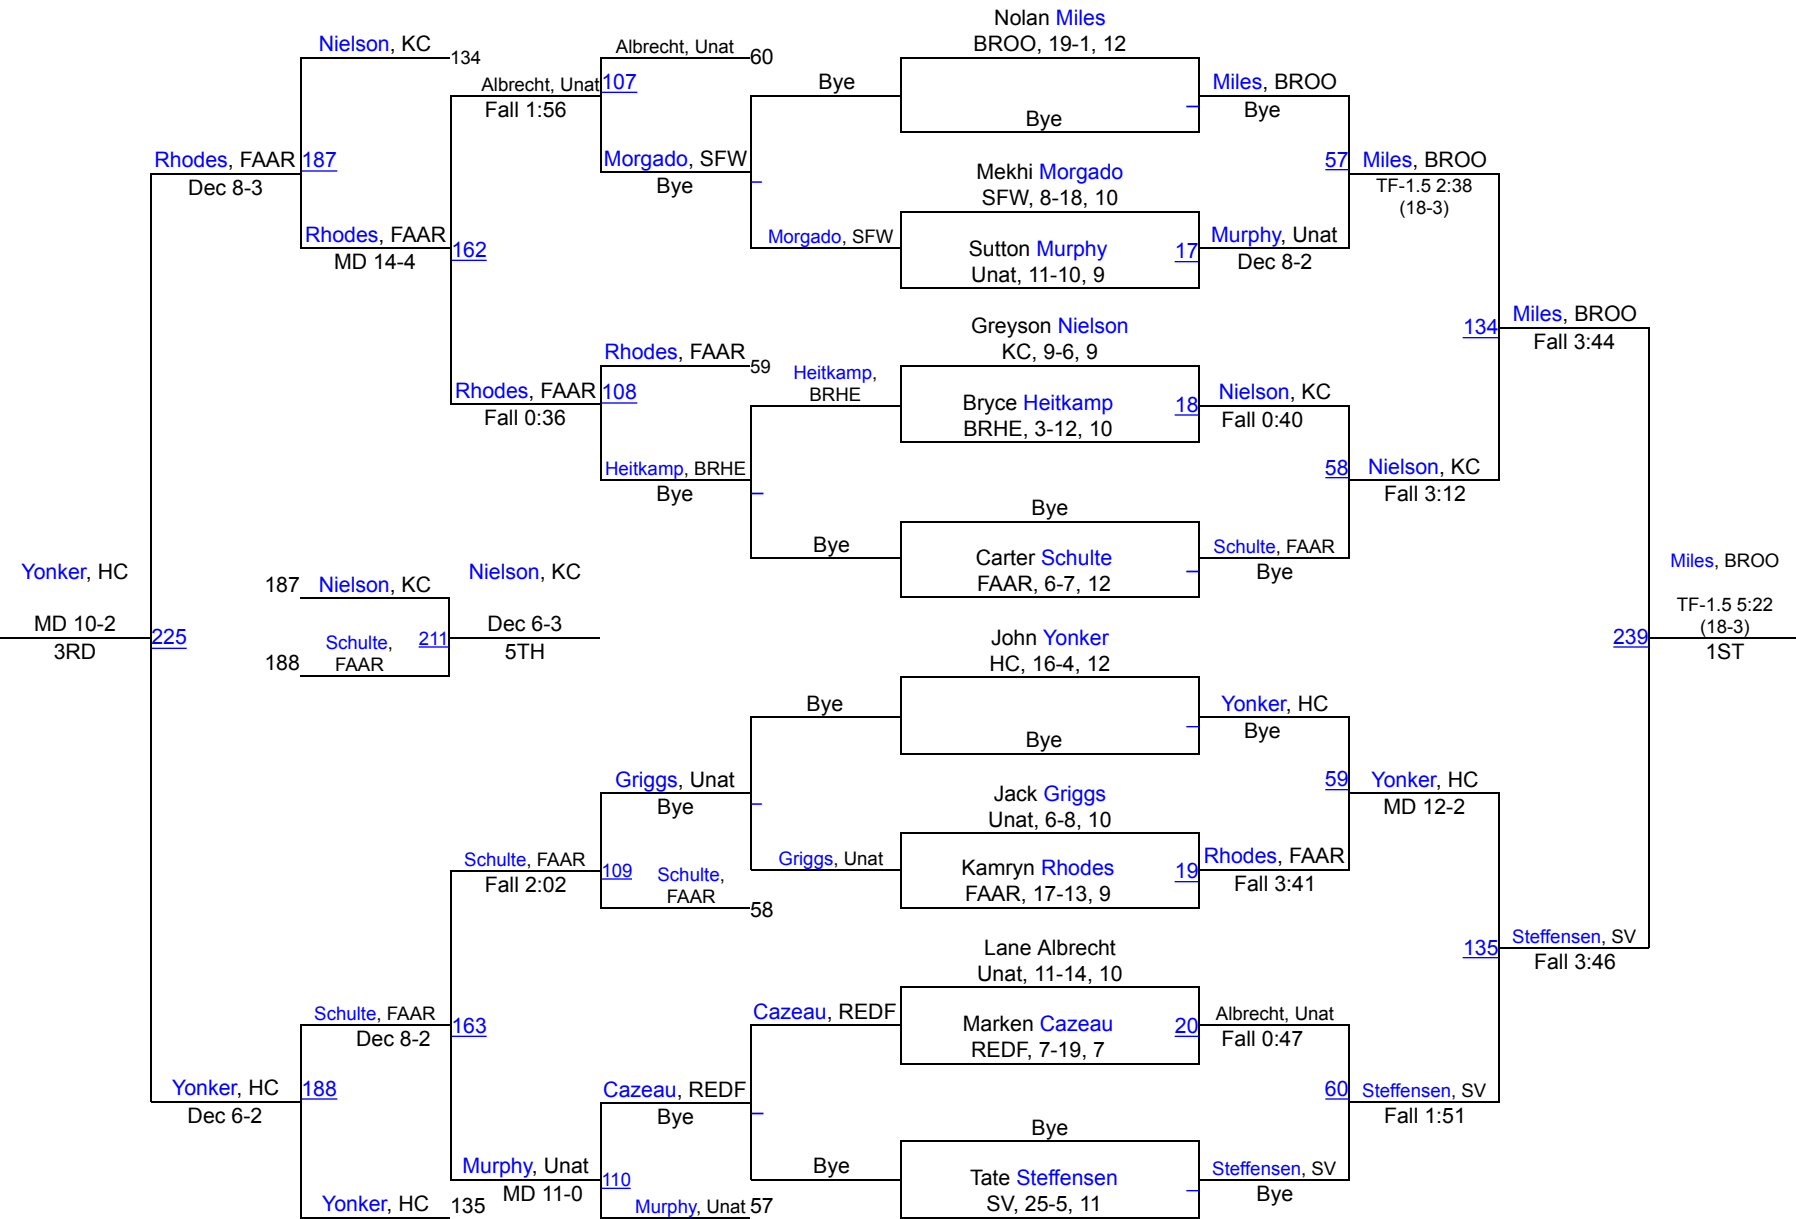 Nolan Miles
BROO, 19-1, 12
Bye
Mekhi Morgado
SFW, 8-18, 10
Sutton Murphy
Unat, 11-10, 9
17
Greyson Nielson
KC, 9-6, 9
Bryce Heitkamp
BRHE, 3-12, 10
18
Bye
Carter Schulte
FAAR, 6-7, 12
John Yonker
HC, 16-4, 12
Bye
Jack Griggs
Unat, 6-8, 10
Kamryn Rhodes
FAAR, 17-13, 9
19
Lane Albrecht
Unat, 11-14, 10
Marken Cazeau
REDF, 7-19, 7
20
Bye
Tate Steffensen
SV, 25-5, 11
Miles, BROO
Bye
57
Murphy, Unat
Dec 8-2
Nielson, KC
Fall 0:40
58
Schulte, FAAR
Bye
Yonker, HC
Bye
59
Rhodes, FAAR
Fall 3:41
Albrecht, Unat
Fall 0:47
60
Steffensen, SV
Bye
Miles, BROO
TF-1.5 2:38
(18-3)
134
Nielson, KC
Fall 3:12
Yonker, HC
MD 12-2
135
Steffensen, SV
Fall 1:51
Miles, BROO
Fall 3:44
239
Steffensen, SV
Fall 3:46
Miles, BROO
TF-1.5 5:22
(18-3)
1ST
Bye
Morgado, SFW
Heitkamp,
BRHE
Bye
Bye
Griggs, Unat
Cazeau, REDF
Bye
Albrecht, Unat
60
107
Morgado, SFW
Bye
Rhodes, FAAR
59
108
Heitkamp, BRHE
Bye
Griggs, Unat
Bye
109
Schulte,
FAAR
58
Cazeau, REDF
Bye
110
Murphy, Unat
57
Albrecht, Unat
Fall 1:56
162
Rhodes, FAAR
Fall 0:36
Schulte, FAAR
Fall 2:02
163
Murphy, Unat
MD 11-0
Nielson, KC
134
187
Rhodes, FAAR
MD 14-4
Schulte, FAAR
Dec 8-2
188
Yonker, HC
135
Rhodes, FAAR
Dec 8-3
225
Yonker, HC
Dec 6-2
Yonker, HC
MD 10-2
3RD
187
Nielson, KC
211
188
Schulte,
FAAR
Nielson, KC
Dec 6-3
5TH